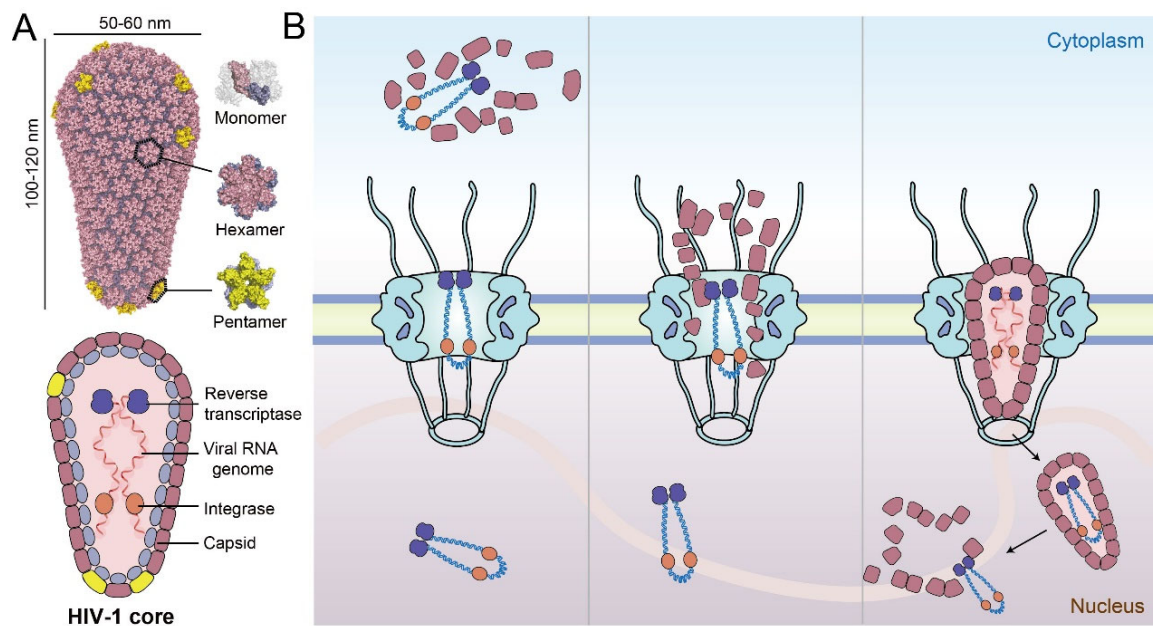 A
50-60 nm
100-120 nm
Monomer
Hexamer
Pentamer
Reverse
transcriptase
Viral RNA
genome
Integrase
Capsid
HIV-1 core
B
Cytoplasm
Nucleus